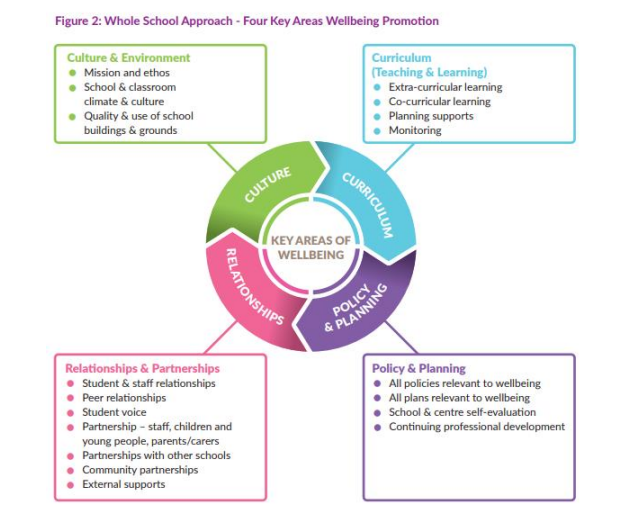 Figure 2: Whole School Approach - Four Key Areas Wellbeing Promotion
Culture & Environment
Mission and ethos
School & classroom
climate & culture
Quality & use of school
buildings & grounds
Curriculum
(Teaching & Learning)
Extra-curricular learning
Co-curricular learning
Planning supports
Monitoring
CULTURE
CURRICULUM
KEY AREAS OF
WELLBEING
RELATIONSHIPS
POLICY
& PLANNING
Relationships & Partnerships
Student & staff relationships
Peer relationships
Student voice
Partnership – staff, children and
young people, parents/carers
Partnerships with other schools
Community partnerships
External supports
Policy & Planning
All policies relevant to wellbeing
All plans relevant to wellbeing
School & centre self-evaluation
Continuing professional development